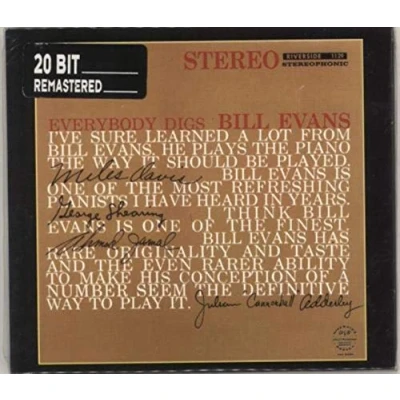 20 BIT
REMASTERED
STEREO
RIVERSIDE 1129
STEREOPHONIC
EVERYBODY DIGS BILL EVANS
I'VE SURE LEARNED A LOT FROM
BILL EVANS. HE PLAYS THE PIANO
THE WAY IT SHOULD BE PLAYED.
Miles Davis BILL EVANS IS
ONE OF THE MOST REFRESHING
PIANISTS I HAVE HEARD IN YEARS.
George Shearing I THINK BILL
EVANS IS ONE OF THE FINEST.
Ahmad Jamal BILL EVANS HAS
RARE ORIGINALITY AND TASTE
AND THE EVEN RARER ABILITY
TO MAKE HIS CONCEPTION OF A
NUMBER SEEM THE DEFINITIVE
WAY TO PLAY IT. Julian Cannonball Adderley